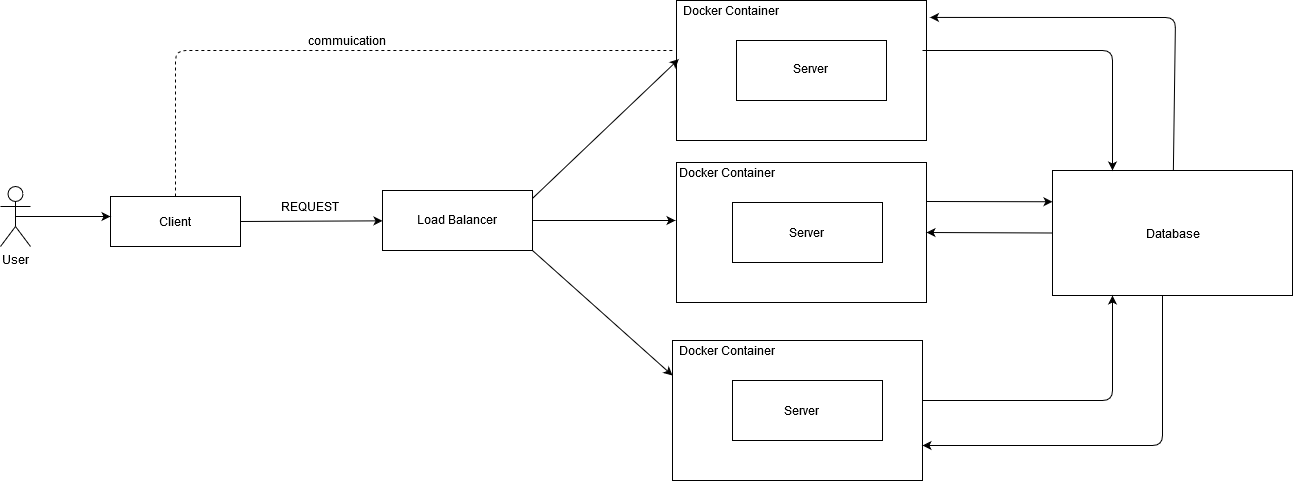 Docker Container
commuication
Server
Docker Container
REQUEST
Client
Load Balancer
Server
Database
User
Docker Container
Server